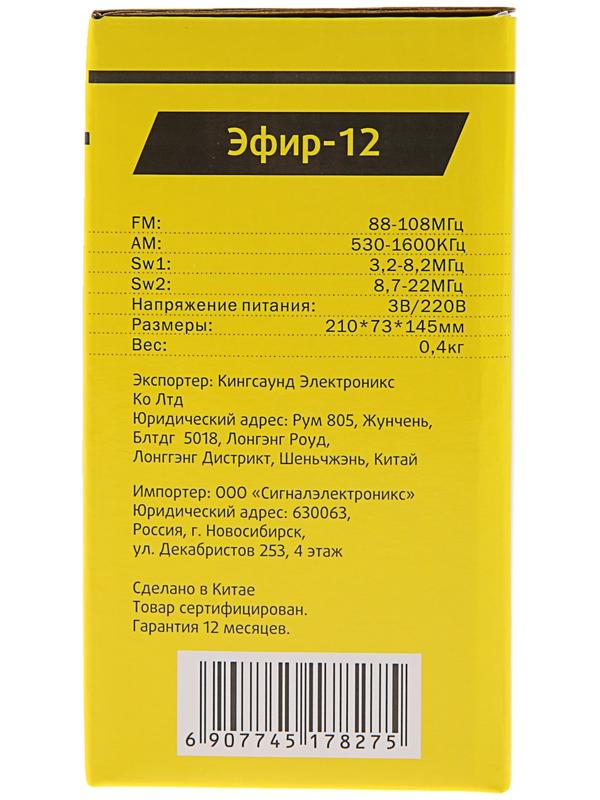 Эфир-12
FM: 88-108МГц
AM: 530-1600КГц
Sw1: 3,2-8,2МГц
Sw2: 8,7-22МГц
Напряжение питания: 3В/220В
Размеры: 210*73*145мм
Вес: 0,4кг
Экспортер: Кингсаунд Электроникс
Ко Лтд
Юридический адрес: Рум 805, Жунчень,
Блтдг 5018, Лонгэнг Роуд,
Лонггэнг Дистрикт, Шеньчжэнь, Китай
Импортер: ООО «Сигналэлектроникс»
Юридический адрес: 630063,
Россия, г. Новосибирск,
ул. Декабристов 253, 4 этаж
Сделано в Китае
Товар сертифицирован.
Гарантия 12 месяцев.
6 907745 178275